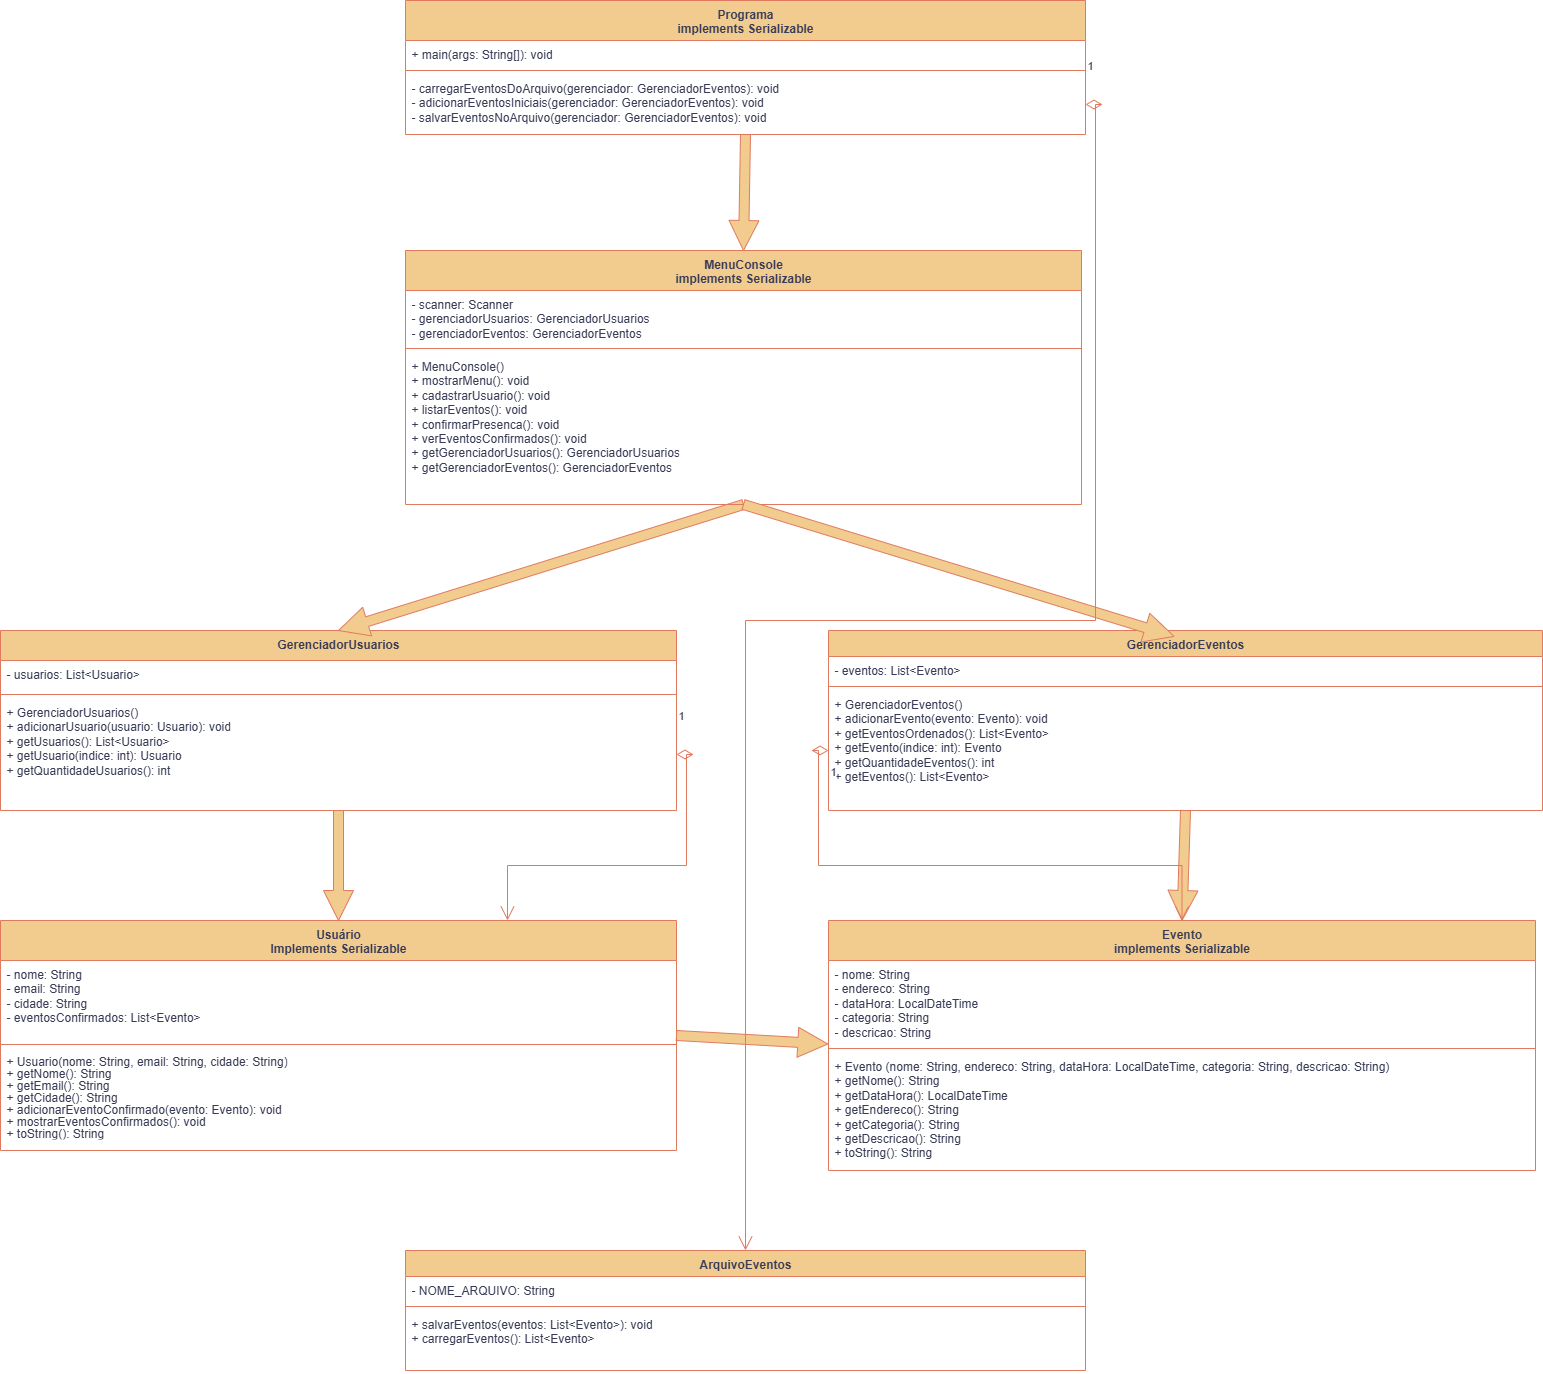 Programa
implements Serializable
+ main(args: String[]): void
1
- carregarEventosDoArquivo(gerenciador: GerenciadorEventos): void
- adicionarEventosIniciais(gerenciador: GerenciadorEventos): void
- salvarEventosNoArquivo(gerenciador: GerenciadorEventos): void
MenuConsole
implements Serializable
- scanner: Scanner
- gerenciadorUsuarios: GerenciadorUsuarios
- gerenciadorEventos: GerenciadorEventos
+ MenuConsole()
+ mostrarMenu(): void
+ cadastrarUsuario(): void
+ listarEventos(): void
+ confirmarPresenca(): void
+ verEventosConfirmados(): void
+ getGerenciadorUsuarios(): GerenciadorUsuarios
+ getGerenciadorEventos(): GerenciadorEventos
GerenciadorUsuarios
- usuarios: List<Usuario>
+ GerenciadorUsuarios()
+ adicionarUsuario(usuario: Usuario): void
+ getUsuarios(): List<Usuario>
+ getUsuario(indice: int): Usuario
+ getQuantidadeUsuarios(): int
1
GerenciadorEventos
- eventos: List<Evento>
+ GerenciadorEventos()
+ adicionarEvento(evento: Evento): void
+ getEventosOrdenados(): List<Evento>
+ getEvento(indice: int): Evento
+ getQuantidadeEventos(): int
+ getEventos(): List<Evento>
1
Usuário
Implements Serializable
- nome: String
- email: String
- cidade: String
- eventosConfirmados: List<Evento>
+ Usuario(nome: String, email: String, cidade: String)
+ getNome(): String
+ getEmail(): String
+ getCidade(): String
+ adicionarEventoConfirmado(evento: Evento): void
+ mostrarEventosConfirmados(): void
+ toString(): String
Evento
implements Serializable
- nome: String
- endereco: String
- dataHora: LocalDateTime
- categoria: String
- descricao: String
+ Evento (nome: String, endereco: String, dataHora: LocalDateTime, categoria: String, descricao: String)
+ getNome(): String
+ getDataHora(): LocalDateTime
+ getEndereco(): String
+ getCategoria(): String
+ getDescricao(): String
+ toString(): String
ArquivoEventos
- NOME_ARQUIVO: String
+ salvarEventos(eventos: List<Evento>): void
+ carregarEventos(): List<Evento>